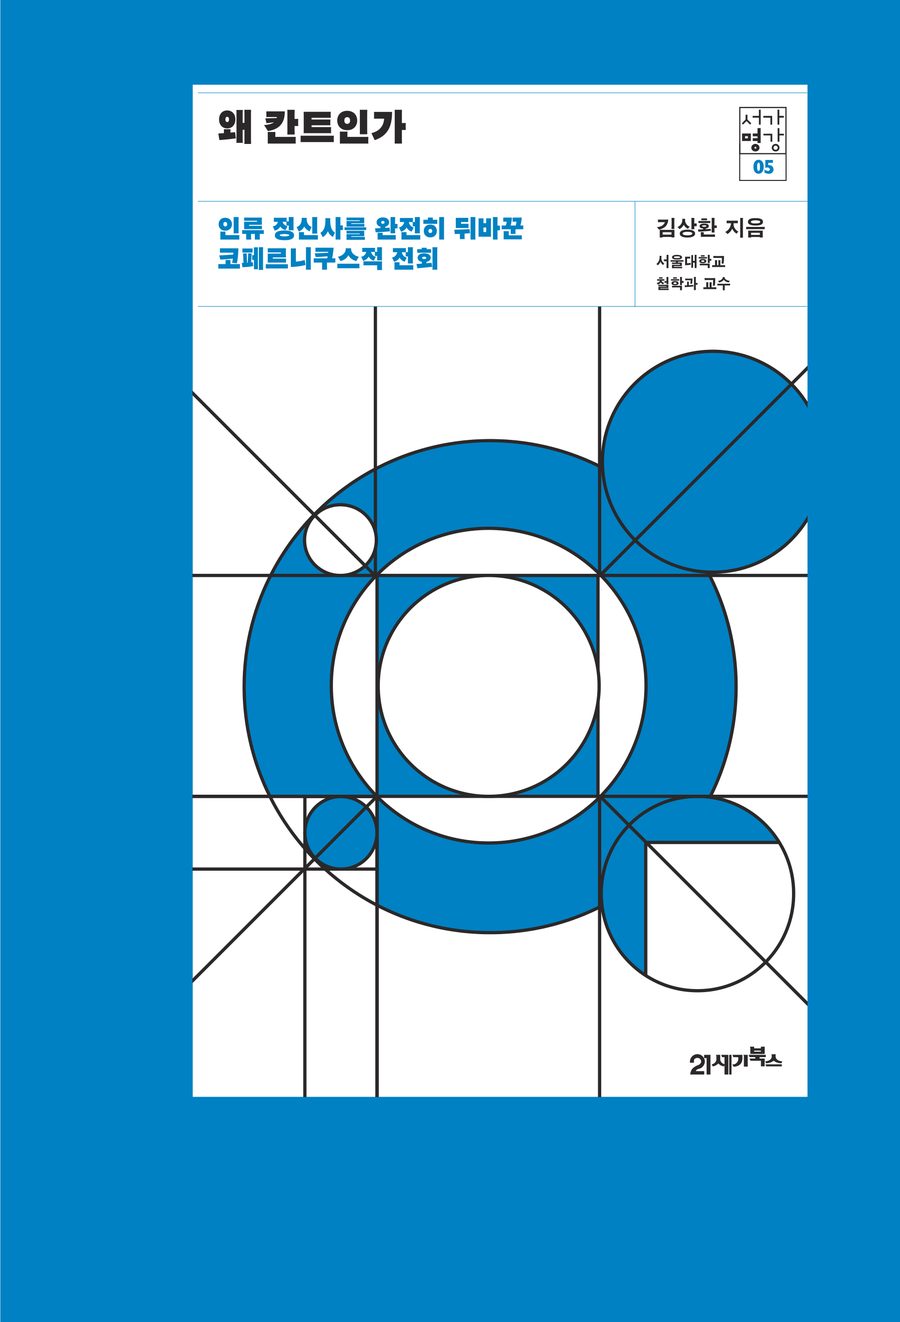 왜 칸트인가
서가
명강
05
인류 정신사를 완전히 뒤바꾼
코페르니쿠스적 전회
김상환 지음
서울대학교
철학과 교수
21세기북스